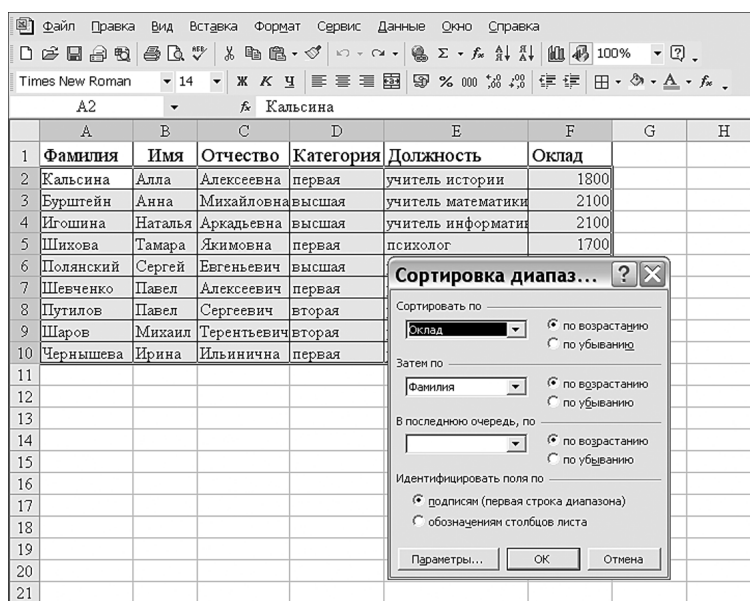 Файл Правка Вид Вставка Формат Сервис Данные Окно Справка
100%
Times New Roman 14 Ж К Ч % 000
A2 fx Кальсина
A B C D E F G H
1 Фамилия Имя Отчество Категория Должность Оклад
2 Кальсина Алла Алексеевна первая учитель истории 1800
3 Бурштейн Анна Михайловна высшая учитель математики 2100
4 Игошина Наталья Аркадьевна высшая учитель информати 2100
5 Шихова Тамара Якимовна первая психолог 1700
6 Полянский Сергей Евгеньевич высшая
7 Шевченко Павел Алексеевич первая
8 Путилов Павел Сергеевич вторая
9 Шаров Михаил Терентьевич вторая
10 Чернышева Ирина Ильинична первая
11
12
13
14
15
16
17
18
19
20
21
Сортировка диапаз... ? X
Сортировать по
Оклад по возрастанию
по убыванию
Затем по
Фамилия по возрастанию
по убыванию
В последнюю очередь, по
по возрастанию
по убыванию
Идентифицировать поля по
подписям (первая строка диапазона)
обозначениям столбцов листа
Параметры... ОК Отмена